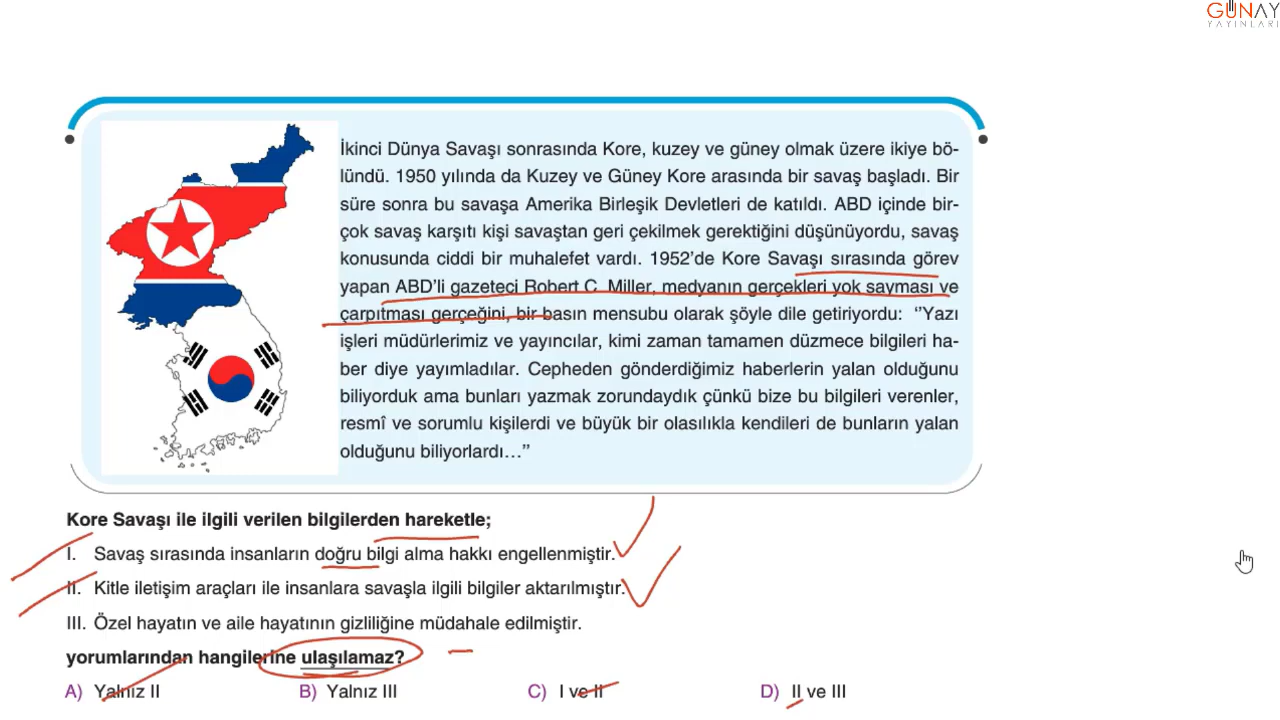 GÜNAY
YAYINLARI
İkinci Dünya Savaşı sonrasında Kore, kuzey ve güney olmak üzere ikiye bö-
lündü. 1950 yılında da Kuzey ve Güney Kore arasında bir savaş başladı. Bir
süre sonra bu savaşa Amerika Birleşik Devletleri de katıldı. ABD içinde bir-
çok savaş karşıtı kişi savaştan geri çekilmek gerektiğini düşünüyordu, savaş
konusunda ciddi bir muhalefet vardı. 1952'de Kore Savaşı sırasında görev
yapan ABD'li gazeteci Robert C. Miller, medyanın gerçekleri yok sayması ve
çarpıtması gerçeğini, bir basın mensubu olarak şöyle dile getiriyordu: ‘'Yazı
işleri müdürlerimiz ve yayıncılar, kimi zaman tamamen düzmece bilgileri ha-
ber diye yayımladılar. Cepheden gönderdiğimiz haberlerin yalan olduğunu
biliyorduk ama bunları yazmak zorundaydık çünkü bize bu bilgileri verenler,
resmî ve sorumlu kişilerdi ve büyük bir olasılıkla kendileri de bunların yalan
olduğunu biliyorlardı…’’
Kore Savaşı ile ilgili verilen bilgilerden hareketle;
I. Savaş sırasında insanların doğru bilgi alma hakkı engellenmiştir.
II. Kitle iletişim araçları ile insanlara savaşla ilgili bilgiler aktarılmıştır.
III. Özel hayatın ve aile hayatının gizliliğine müdahale edilmiştir.
yorumlarından hangilerine ulaşılamaz?
A) Yalnız II B) Yalnız III C) I ve II D) II ve III